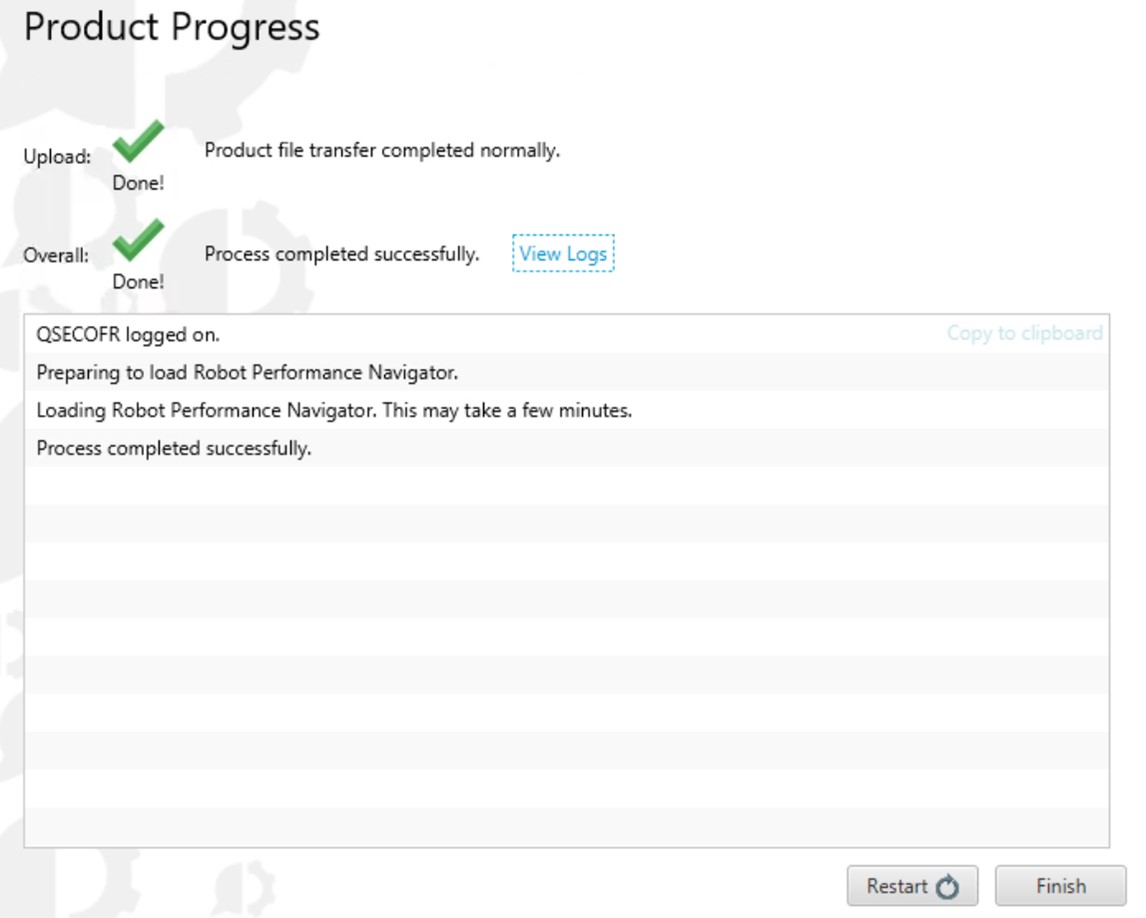 Product Progress
Upload:
Product file transfer completed normally.
Done!
Overall:
Process completed successfully.
View Logs
Done!
QSECOFR logged on.
Copy to clipboard
Preparing to load Robot Performance Navigator.
Loading Robot Performance Navigator. This may take a few minutes.
Process completed successfully.
Restart
Finish